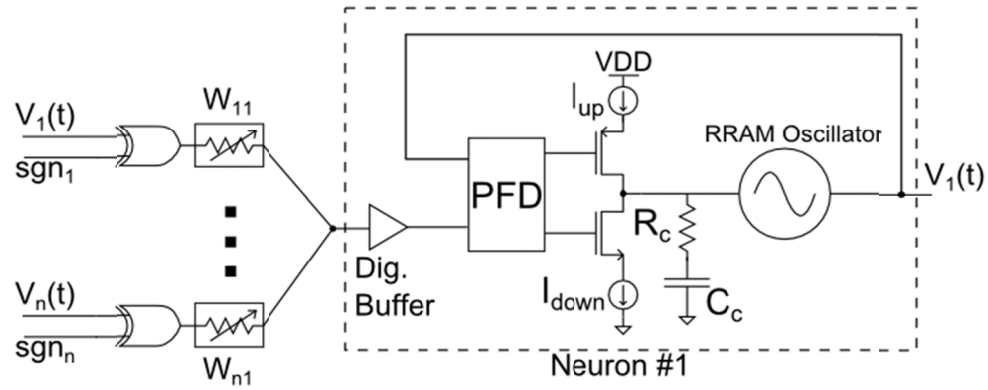 V₁(t)
sgn₁
W₁₁
Vₙ(t)
sgnₙ
Wₙ₁
Dig.
Buffer
PFD
VDD
Iup
Idown
Rc
Cc
RRAM Oscillator
V₁(t)
Neuron #1